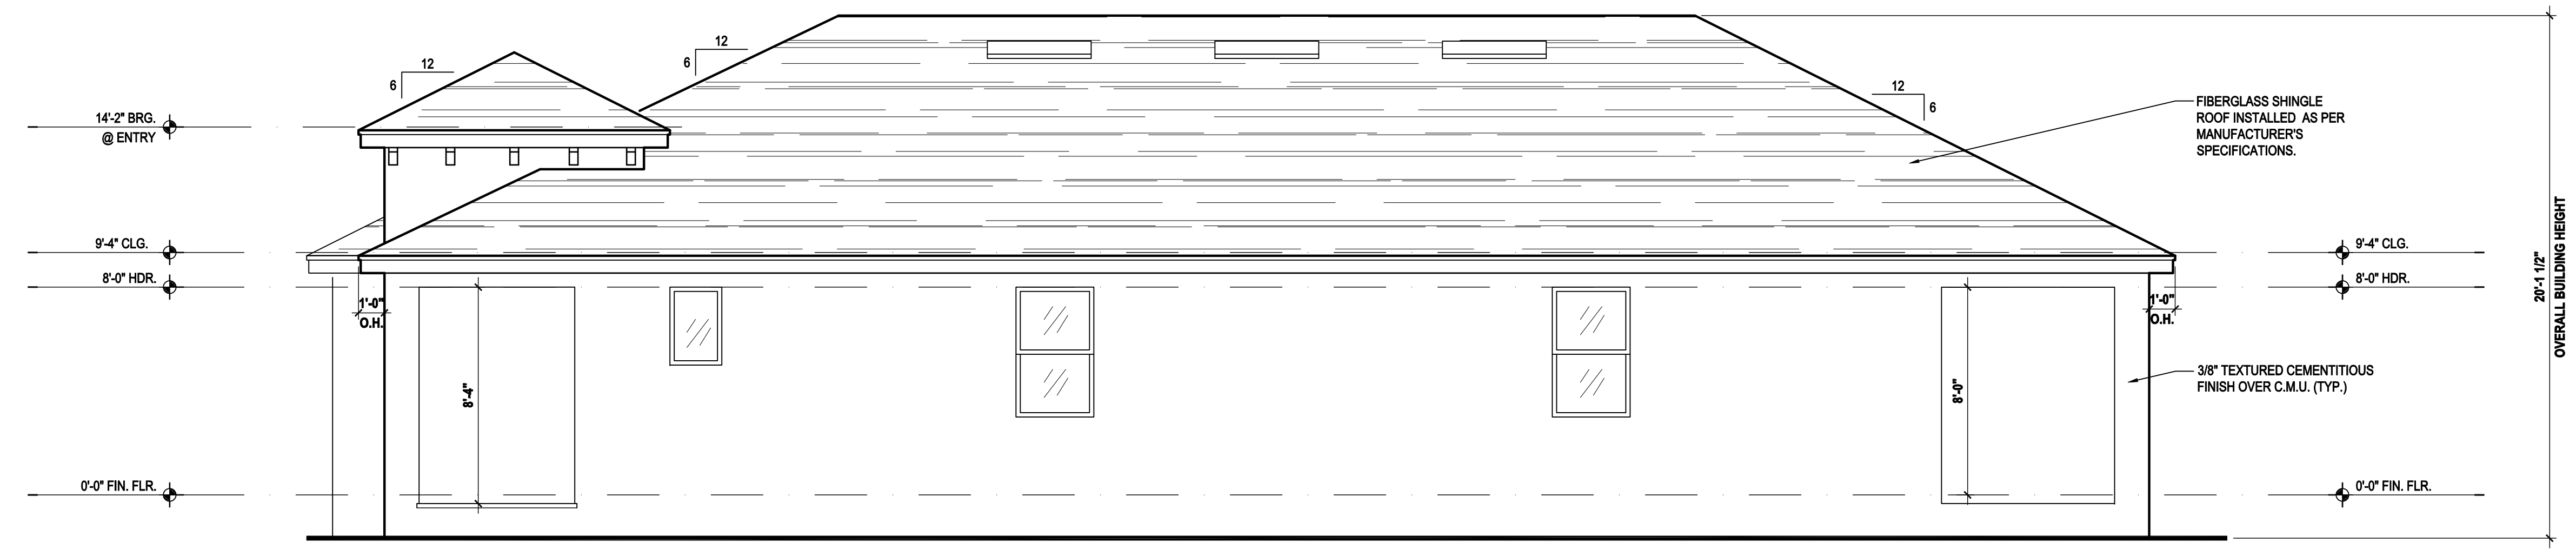 12
6
12
6
12
6
FIBERGLASS SHINGLE
ROOF INSTALLED AS PER
MANUFACTURER'S
SPECIFICATIONS.
14'-2" BRG.
@ ENTRY
9'-4" CLG.
8'-0" HDR.
1'-0"
O.H.
8'-4"
0'-0" FIN. FLR.
9'-4" CLG.
8'-0" HDR.
1'-0"
O.H.
8'-0"
3/8" TEXTURED CEMENTITIOUS
FINISH OVER C.M.U. (TYP.)
0'-0" FIN. FLR.
20'-1 1/2"
OVERALL BUILDING HEIGHT